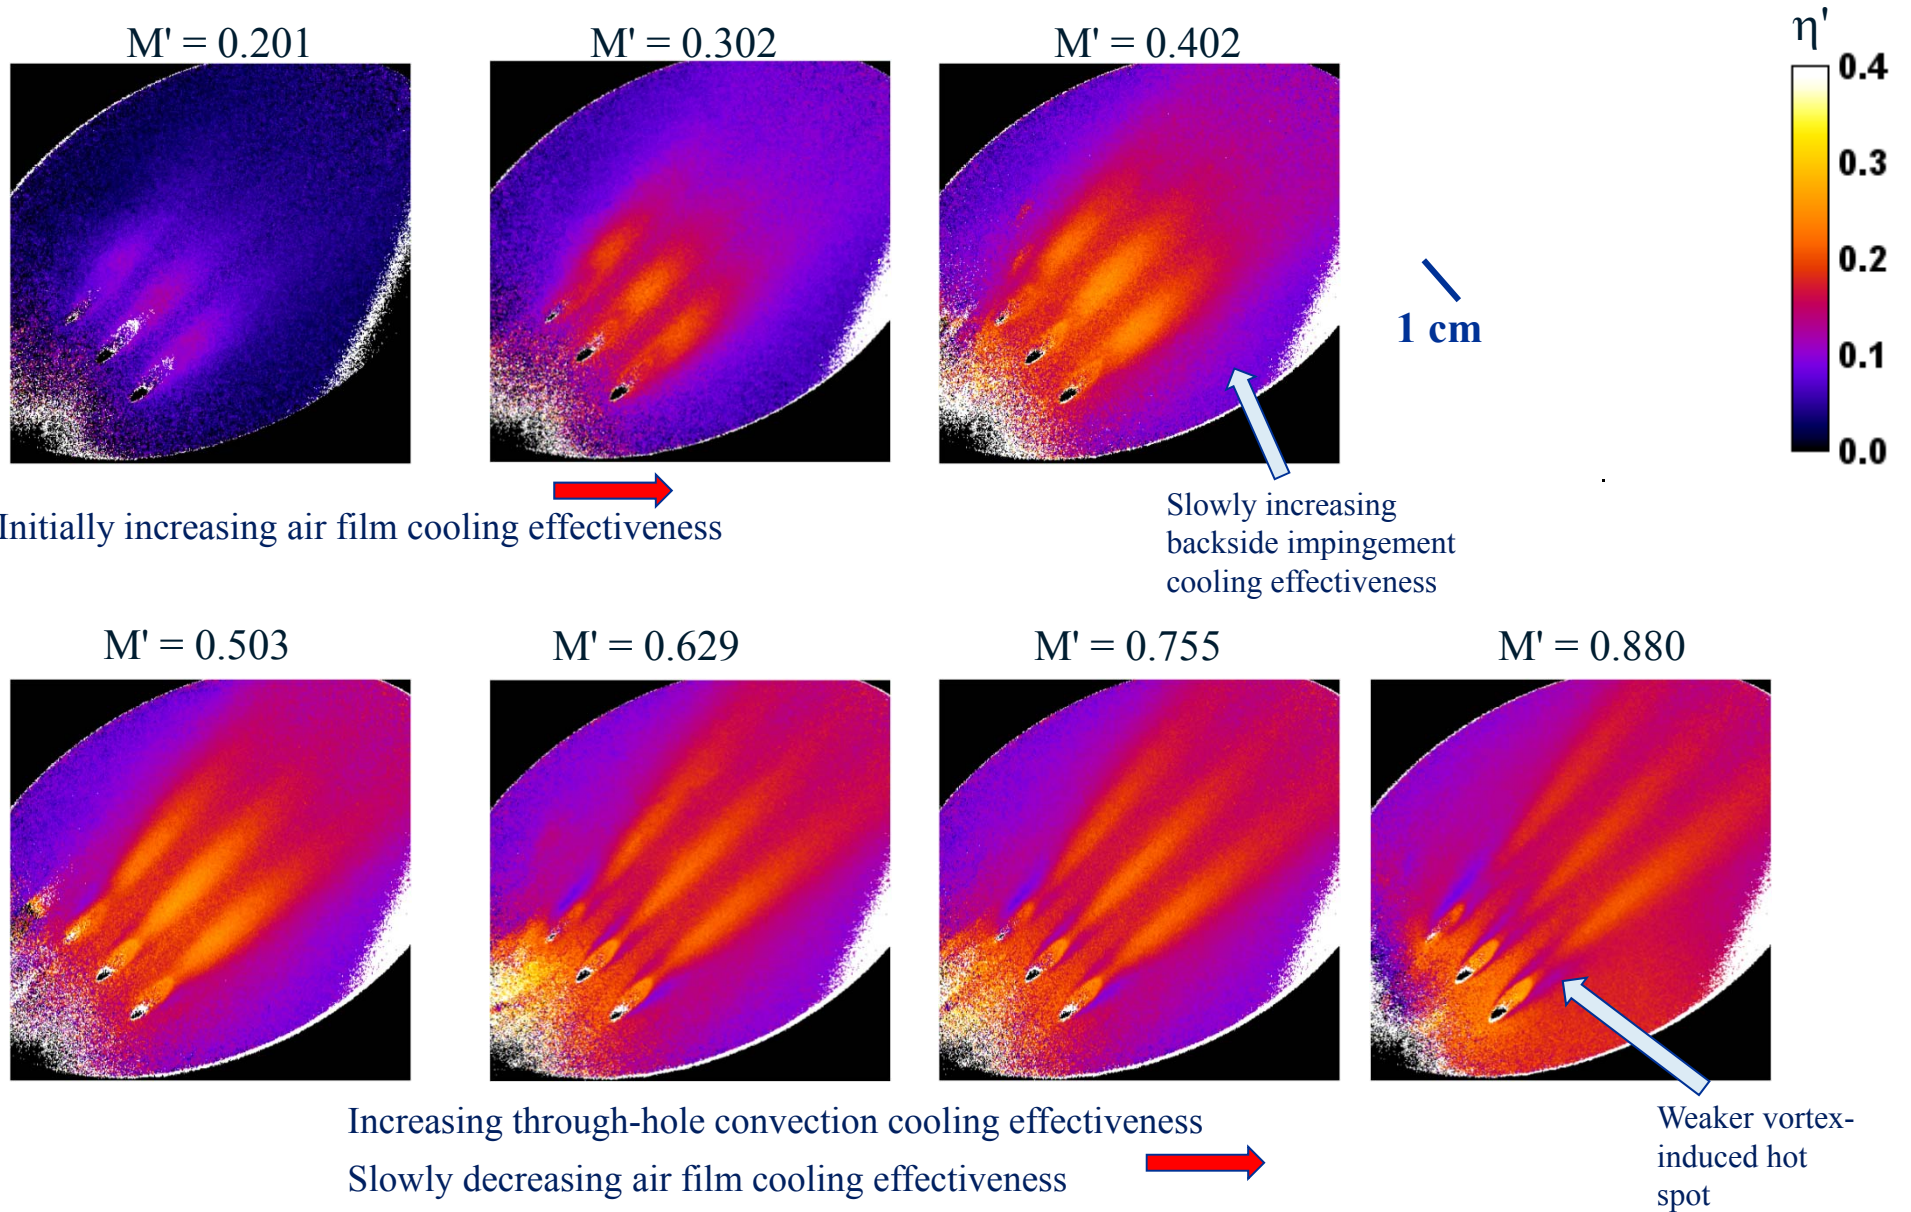 M' = 0.201
M' = 0.302
M' = 0.402
η'
0.4
0.3
0.2
0.1
0.0
1 cm
Initially increasing air film cooling effectiveness
Slowly increasing
backside impingement
cooling effectiveness
M' = 0.503
M' = 0.629
M' = 0.755
M' = 0.880
Increasing through-hole convection cooling effectiveness
Slowly decreasing air film cooling effectiveness
Weaker vortex-
induced hot
spot